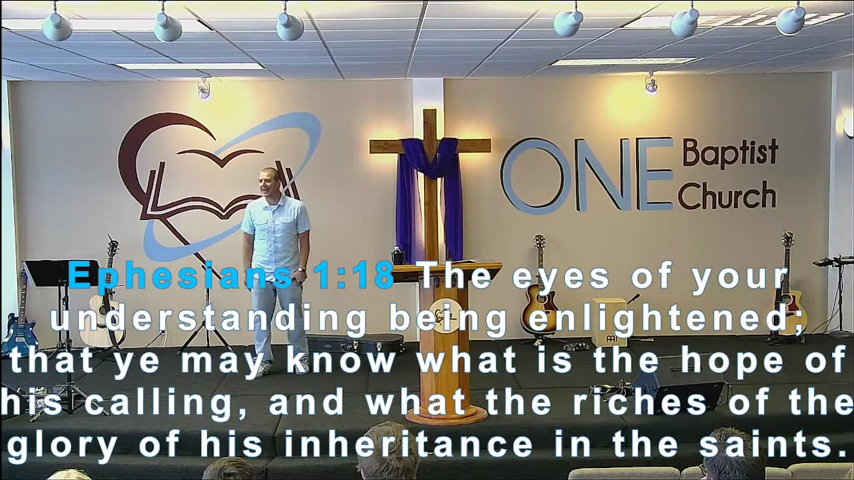 ONE Baptist
Church
Ephesians 1:18 The eyes of your
understanding being enlightened;
that ye may know what is the hope of
his calling, and what the riches of the
glory of his inheritance in the saints.